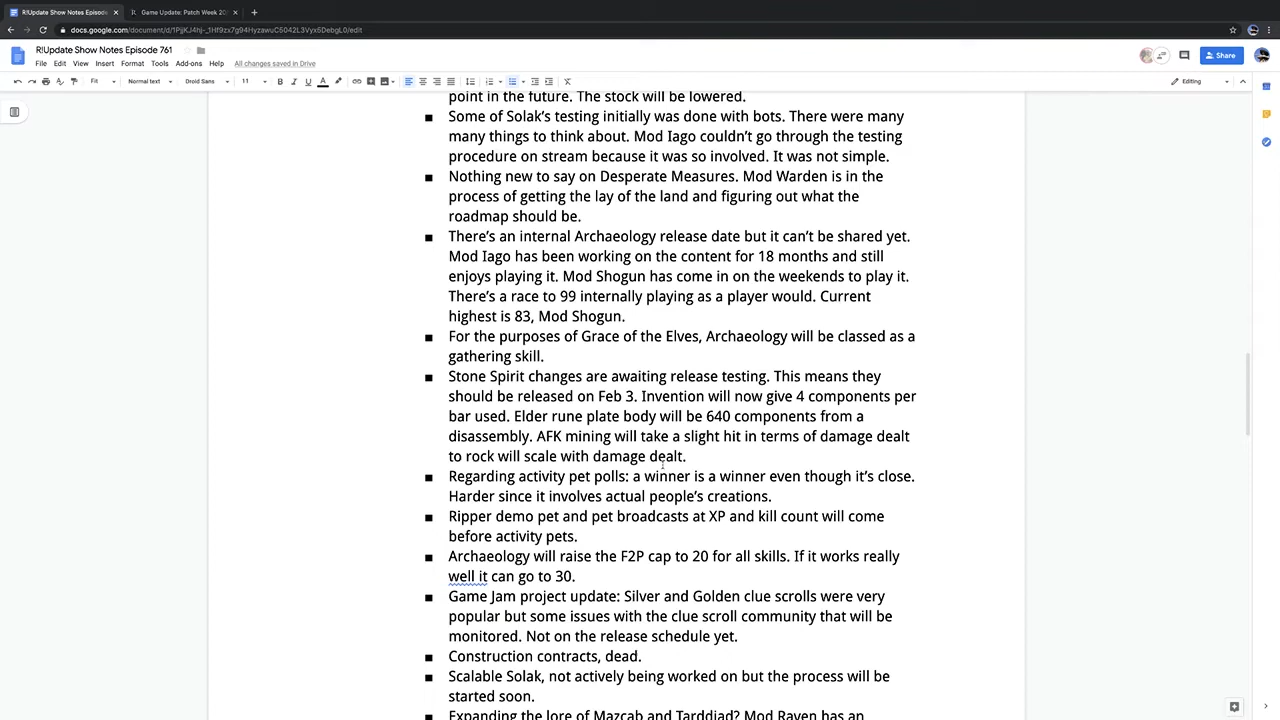 R!Update Show Notes Episode 761
Game Update: Patch Week 20
docs.google.com/document/d/1PjjKJ4hj-_1Hf9zx7g94HyzawuC5042L3Vyx6DebgL0/edit
R!Update Show Notes Episode 761
File Edit View Insert Format Tools Add-ons Help All changes saved in Drive
Share
Fit Normal text Droid Sans 11 B I U A Editing
point in the future. The stock will be lowered.
■ Some of Solak's testing initially was done with bots. There were many
many things to think about. Mod Iago couldn't go through the testing
procedure on stream because it was so involved. It was not simple.
■ Nothing new to say on Desperate Measures. Mod Warden is in the
process of getting the lay of the land and figuring out what the
roadmap should be.
■ There's an internal Archaeology release date but it can't be shared yet.
Mod Iago has been working on the content for 18 months and still
enjoys playing it. Mod Shogun has come in on the weekends to play it.
There's a race to 99 internally playing as a player would. Current
highest is 83, Mod Shogun.
■ For the purposes of Grace of the Elves, Archaeology will be classed as a
gathering skill.
■ Stone Spirit changes are awaiting release testing. This means they
should be released on Feb 3. Invention will now give 4 components per
bar used. Elder rune plate body will be 640 components from a
disassembly. AFK mining will take a slight hit in terms of damage dealt
to rock will scale with damage dealt.
■ Regarding activity pet polls: a winner is a winner even though it's close.
Harder since it involves actual people's creations.
■ Ripper demo pet and pet broadcasts at XP and kill count will come
before activity pets.
■ Archaeology will raise the F2P cap to 20 for all skills. If it works really
well it can go to 30.
■ Game Jam project update: Silver and Golden clue scrolls were very
popular but some issues with the clue scroll community that will be
monitored. Not on the release schedule yet.
■ Construction contracts, dead.
■ Scalable Solak, not actively being worked on but the process will be
started soon.
■ Expanding the lore of Mazcab and Tarddiad? Mod Raven has an